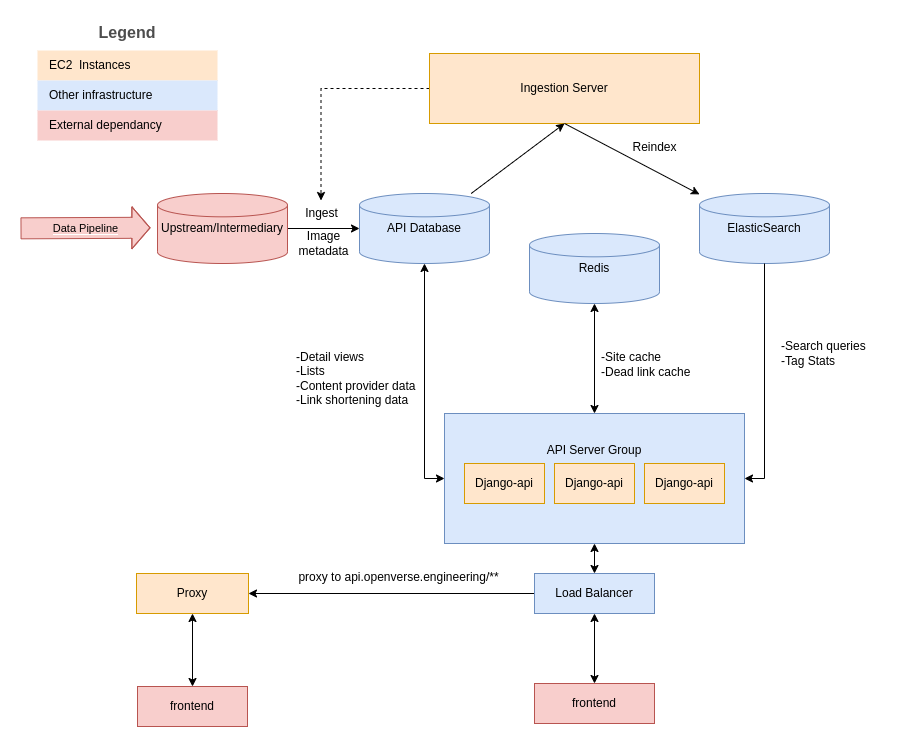 Legend
EC2  Instances
Other infrastructure
External dependancy
Ingestion Server
Reindex
Data Pipeline
Upstream/Intermediary
Ingest
Image
metadata
API Database
Redis
ElasticSearch
-Detail views
-Lists
-Content provider data
-Link shortening data
-Site cache
-Dead link cache
-Search queries
-Tag Stats
API Server Group
Django-api
Django-api
Django-api
proxy to api.openverse.engineering/**
Proxy
Load Balancer
frontend
frontend